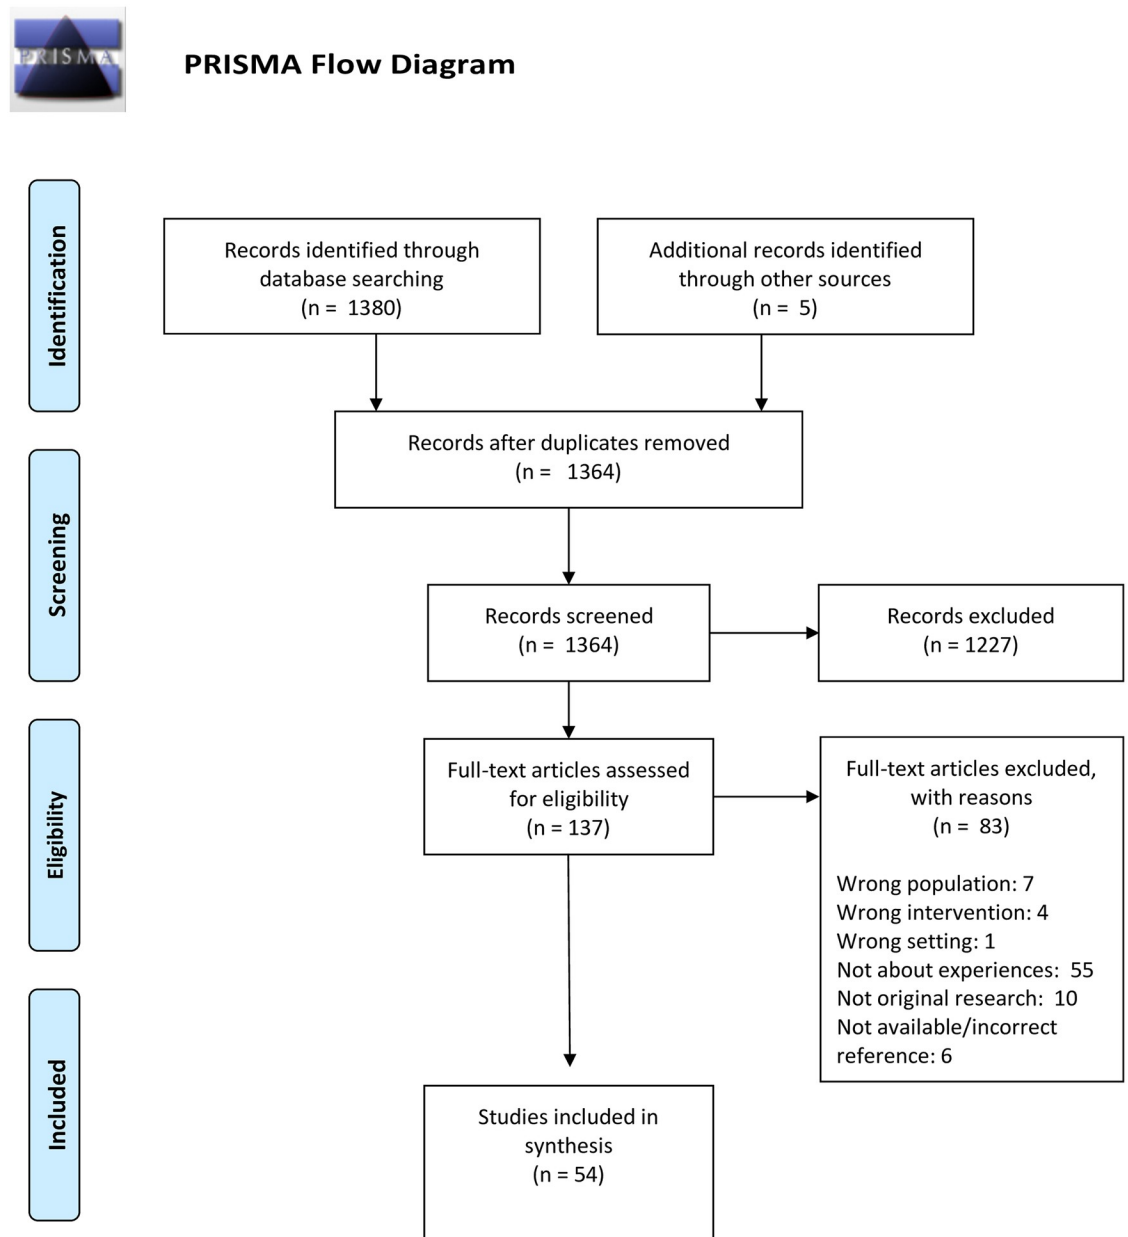 PRISMA
PRISMA Flow Diagram
Identification
Records identified through
database searching
(n =  1380)
Additional records identified
through other sources
(n =  5)
Records after duplicates removed
(n =   1364)
Screening
Records screened
(n =  1364)
Records excluded
(n = 1227)
Eligibility
Full-text articles assessed
for eligibility
(n = 137)
Full-text articles excluded,
with reasons
(n =  83)
Wrong population: 7
Wrong intervention: 4
Wrong setting: 1
Not about experiences:  55
Not original research:  10
Not available/incorrect
reference: 6
Included
Studies included in
synthesis
(n = 54)